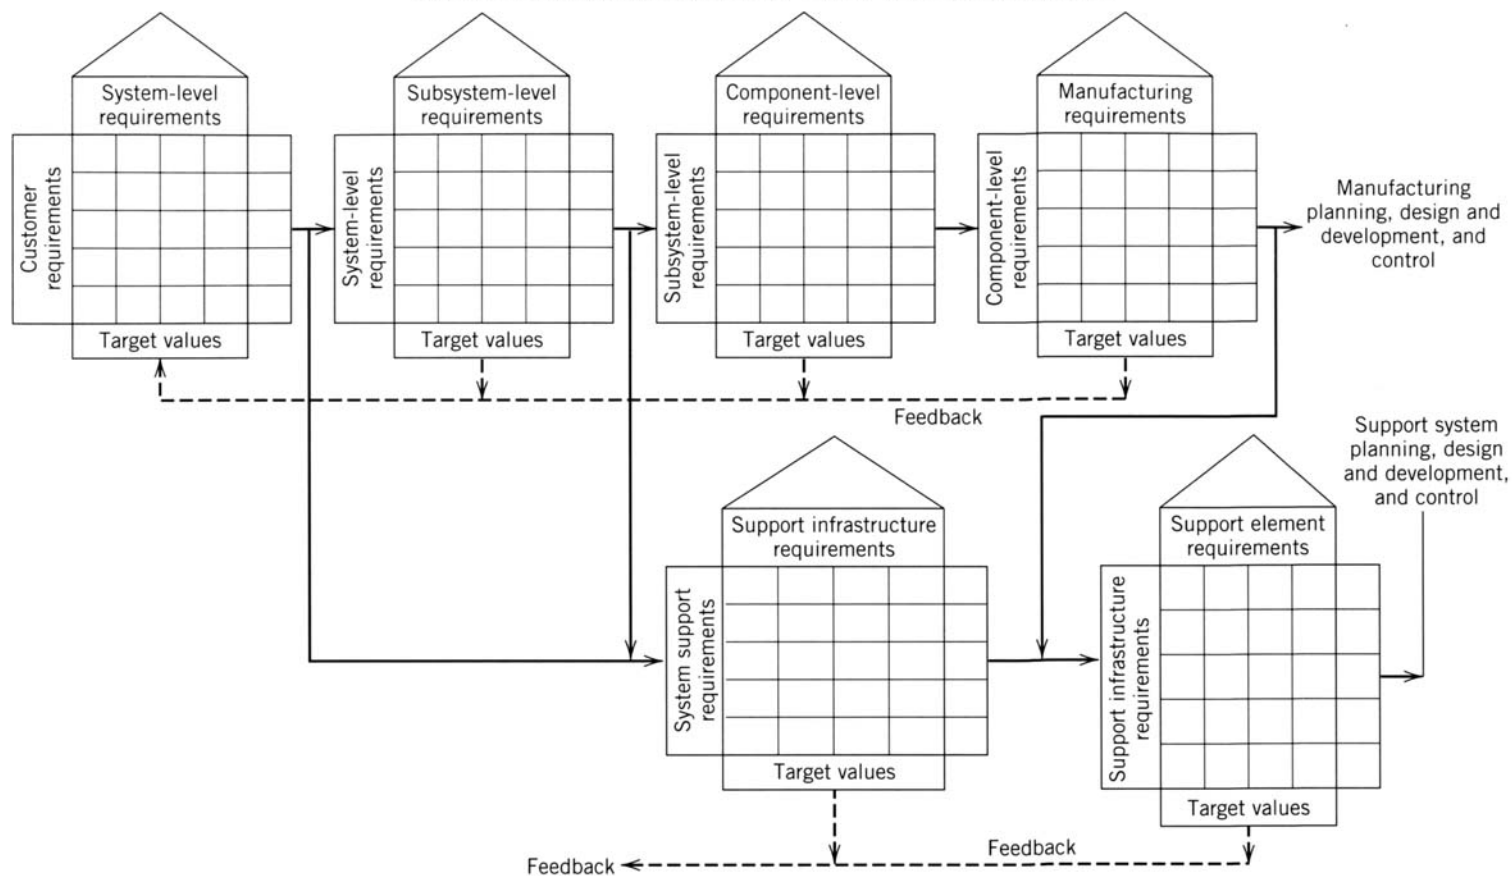 System-level
requirements
Subsystem-level
requirements
Component-level
requirements
Manufacturing
requirements
Customer
requirements
System-level
requirements
Subsystem-level
requirements
Component-level
requirements
Manufacturing
planning, design and
development, and
control
Target values
Target values
Target values
Target values
Feedback
Support system
planning, design
and development,
and control
Support infrastructure
requirements
Support element
requirements
System support
requirements
Support infrastructure
requirements
Target values
Target values
Feedback
Feedback